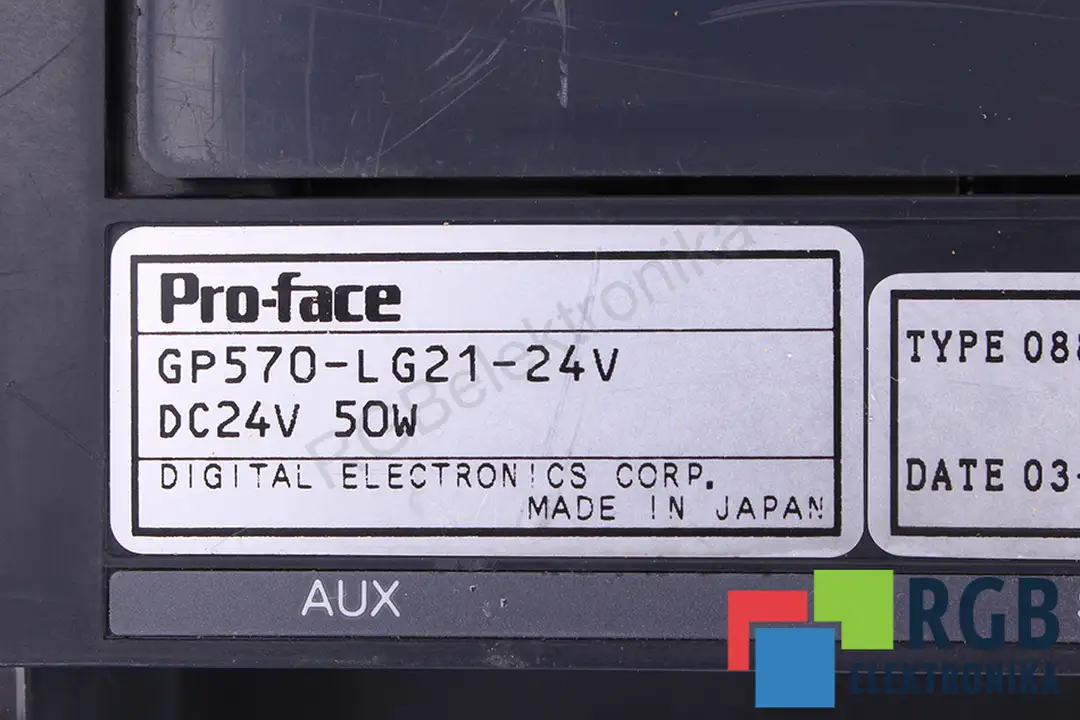 Pro-face
GP570-LG21-24V
DC24V 50W
DIGITAL ELECTRONICS CORP.
MADE IN JAPAN
TYPE 08
DATE 03-
AUX
RGBelektronika
RGB
ELEKTRONIKA